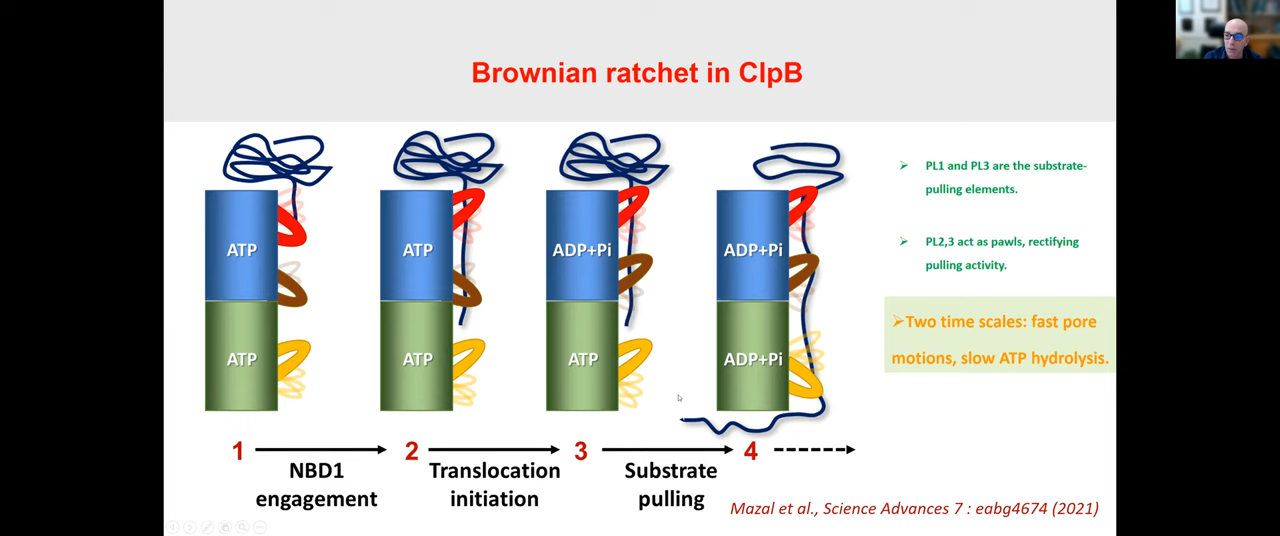 Brownian ratchet in ClpB
ATP
ATP
ATP
ATP
ADP+Pi
ATP
ADP+Pi
ADP+Pi
➢ PL1 and PL3 are the substrate-
pulling elements.
➢ PL2,3 act as pawls, rectifying
pulling activity.
➢Two time scales: fast pore
motions, slow ATP hydrolysis.
1
2
3
4
NBD1
engagement
Translocation
initiation
Substrate
pulling
Mazal et al., Science Advances 7 : eabg4674 (2021)